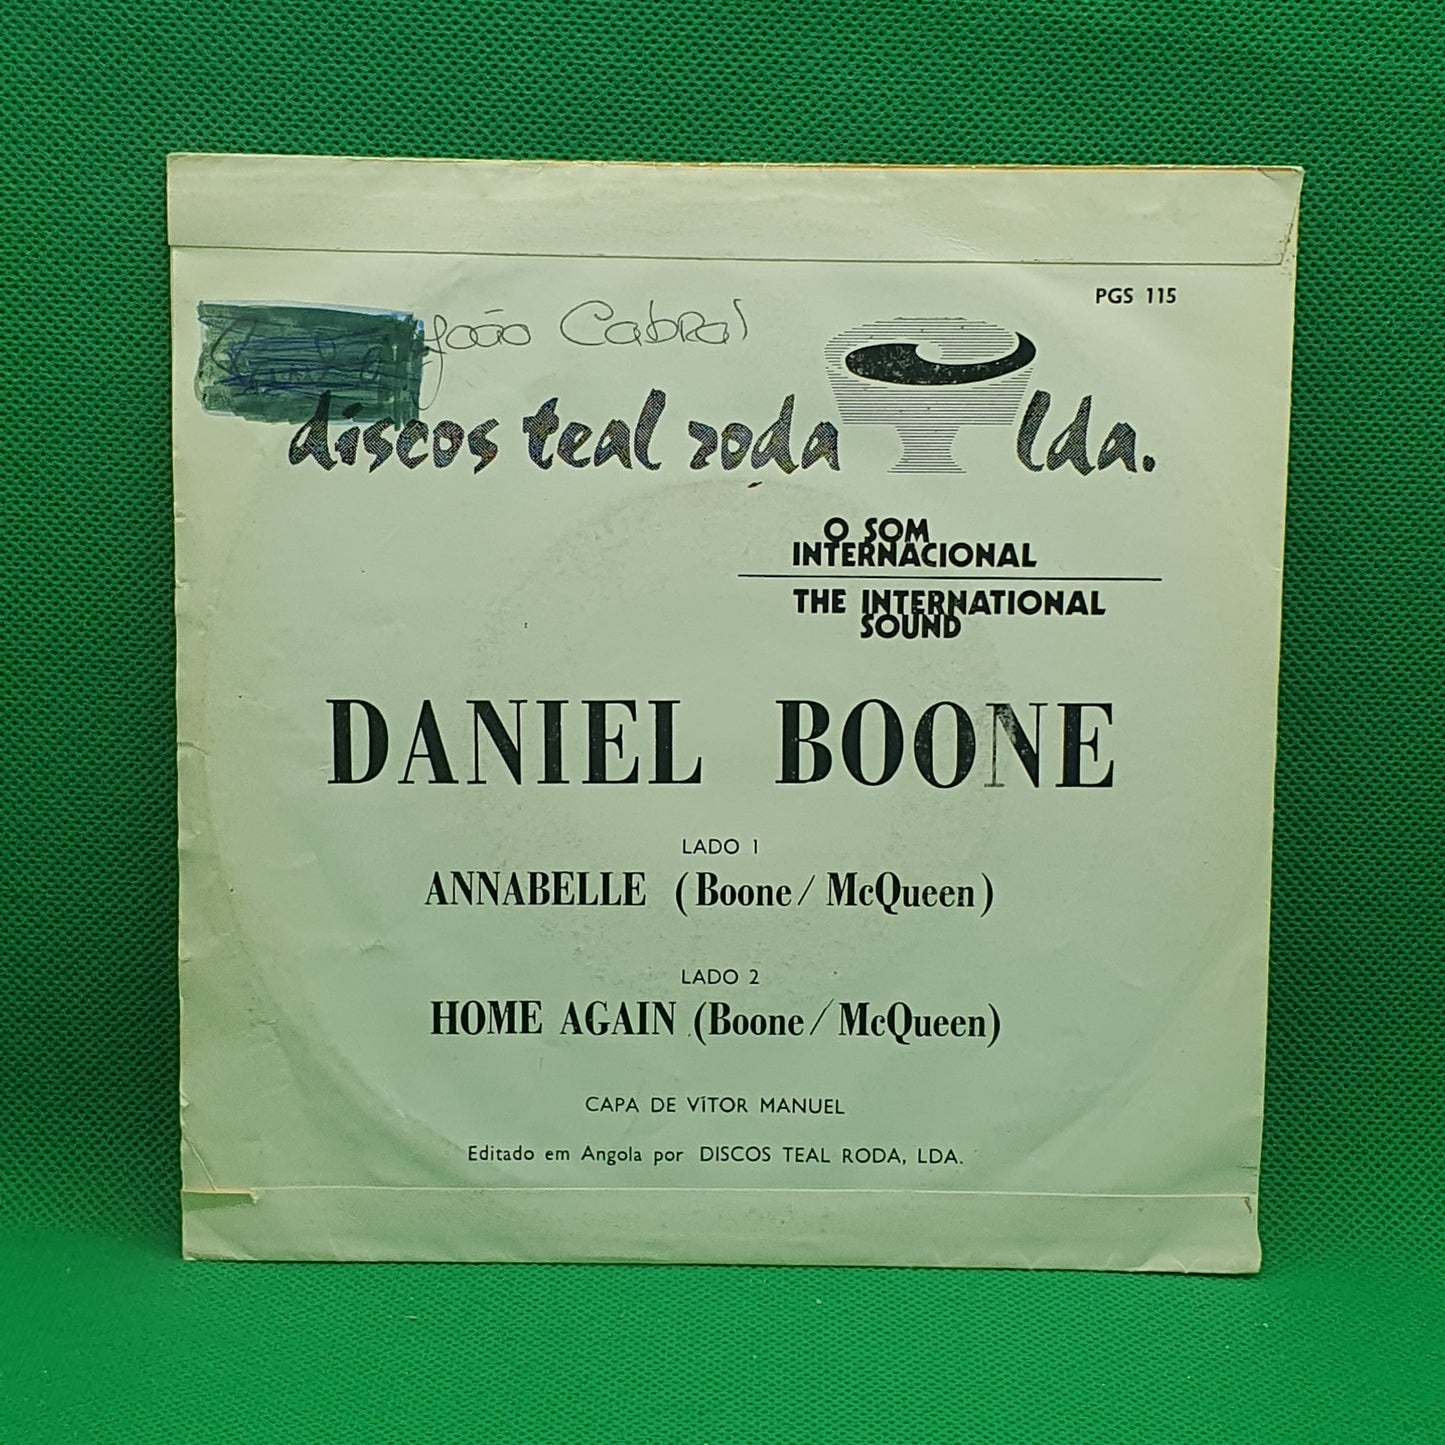 PGS 115
João Cabral
discos teal roda lda.
O SOM
INTERNACIONAL
THE INTERNATIONAL
SOUND
DANIEL BOONE
LADO 1
ANNABELLE (Boone/ McQueen)
LADO 2
HOME AGAIN (Boone/McQueen)
CAPA DE VÍTOR MANUEL
Editado em Angola por DISCOS TEAL RODA, LDA.